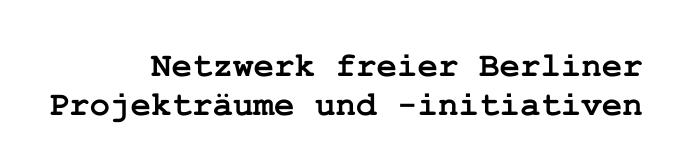 Netzwerk freier Berliner
Projekträume und -initiativen